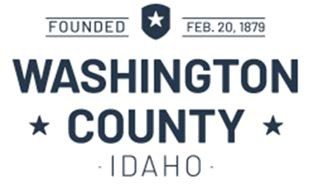 FOUNDED FEB. 20, 1879
WASHINGTON
★ COUNTY ★
· IDAHO ·